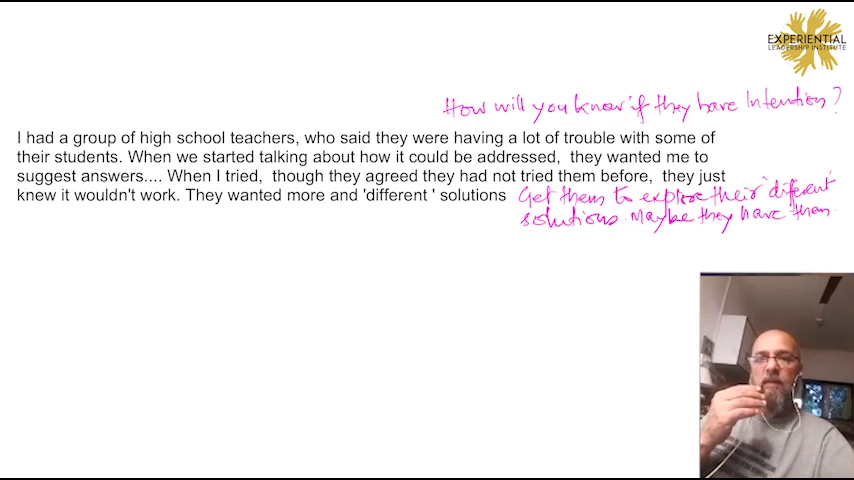 EXPERIENTIAL
LEADERSHIP INSTITUTE
How will you know if they have Intention?
I had a group of high school teachers, who said they were having a lot of trouble with some of
their students. When we started talking about how it could be addressed,  they wanted me to
suggest answers.... When I tried,  though they agreed they had not tried them before,  they just
knew it wouldn't work. They wanted more and 'different ' solutions
Get them to explore their 'different'
solutions. Maybe they have them